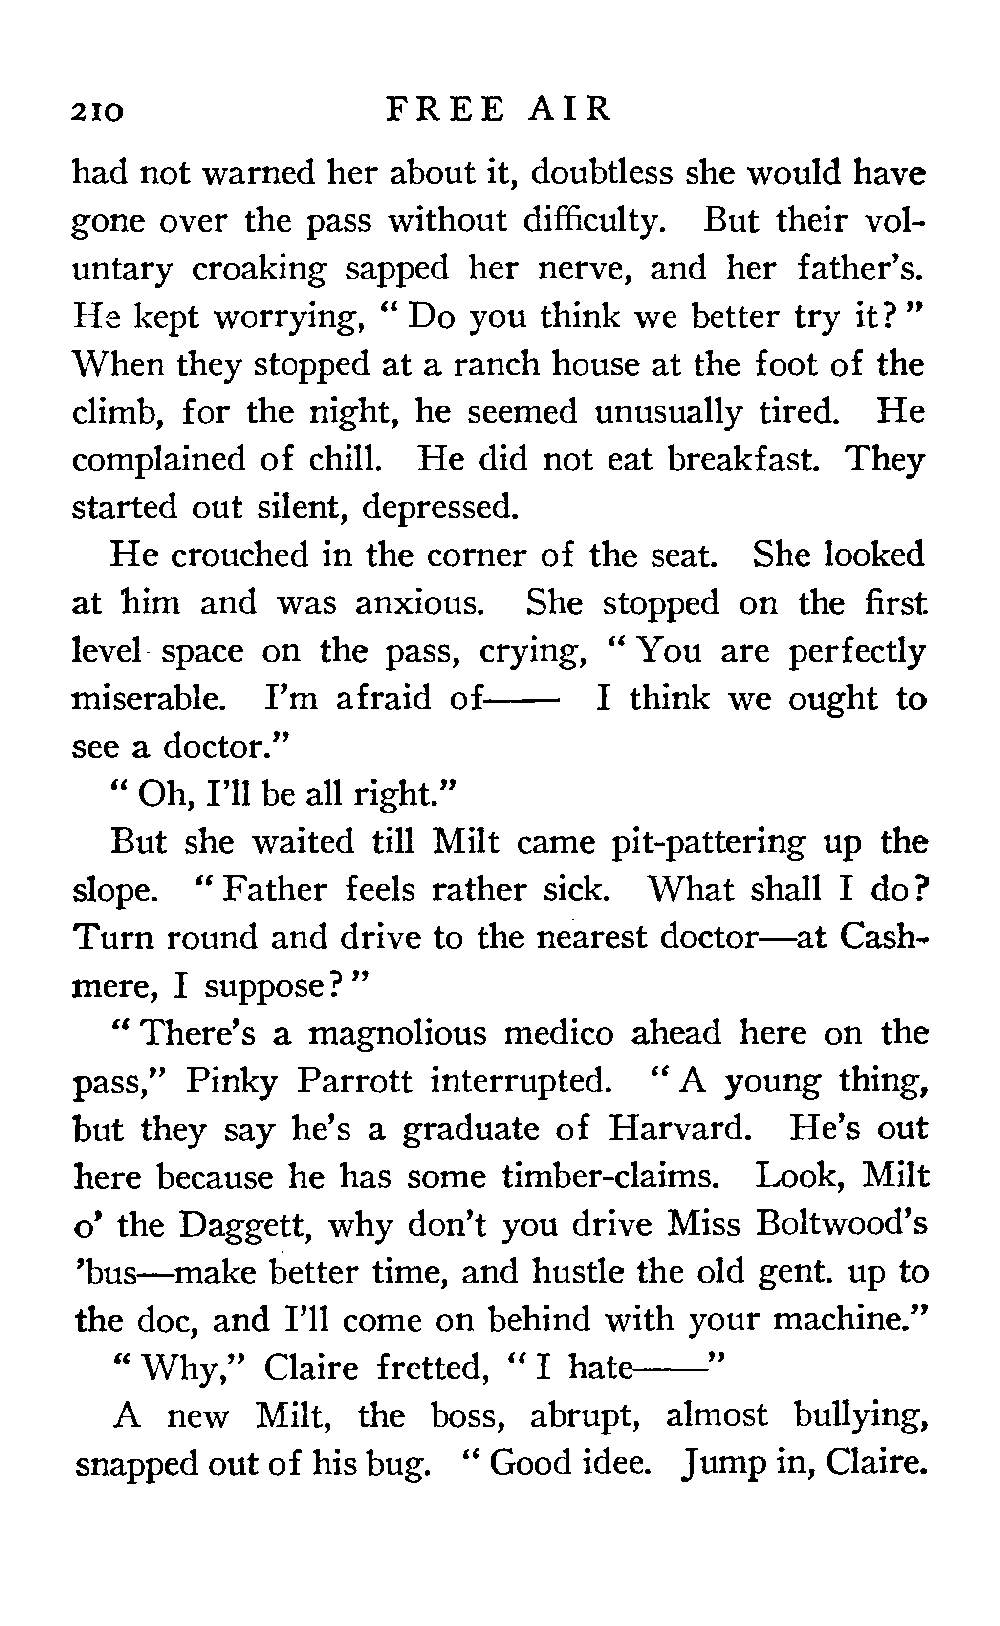 210 FREE AIR
had not warned her about it, doubtless she would have
gone over the pass without difficulty. But their vol-
untary croaking sapped her nerve, and her father's.
He kept worrying, " Do you think we better try it? "
When they stopped at a ranch house at the foot of the
climb, for the night, he seemed unusually tired. He
complained of chill. He did not eat breakfast. They
started out silent, depressed.
He crouched in the corner of the seat. She looked
at him and was anxious. She stopped on the first
level space on the pass, crying, " You are perfectly
miserable. I'm afraid of—— I think we ought to
see a doctor."
" Oh, I'll be all right."
But she waited till Milt came pit-pattering up the
slope. " Father feels rather sick. What shall I do?
Turn round and drive to the nearest doctor—at Cash-
mere, I suppose? "
" There's a magnolious medico ahead here on the
pass," Pinky Parrott interrupted. " A young thing,
but they say he's a graduate of Harvard. He's out
here because he has some timber-claims. Look, Milt
o' the Daggett, why don't you drive Miss Boltwood's
'bus—make better time, and hustle the old gent. up to
the doc, and I'll come on behind with your machine."
" Why," Claire fretted, " I hate——"
A new Milt, the boss, abrupt, almost bullying,
snapped out of his bug. " Good idee. Jump in, Claire.